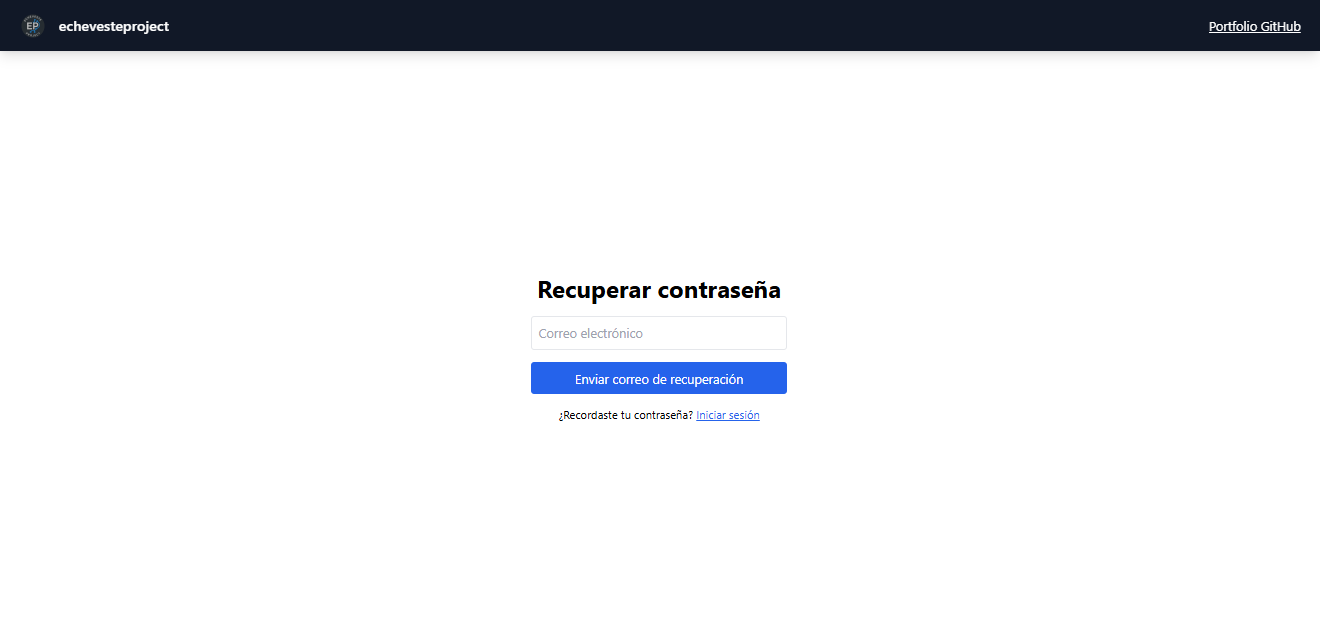 EP
echevesteproject
Portfolio GitHub
Recuperar contraseña
Correo electrónico
Enviar correo de recuperación
¿Recordaste tu contraseña? Iniciar sesión